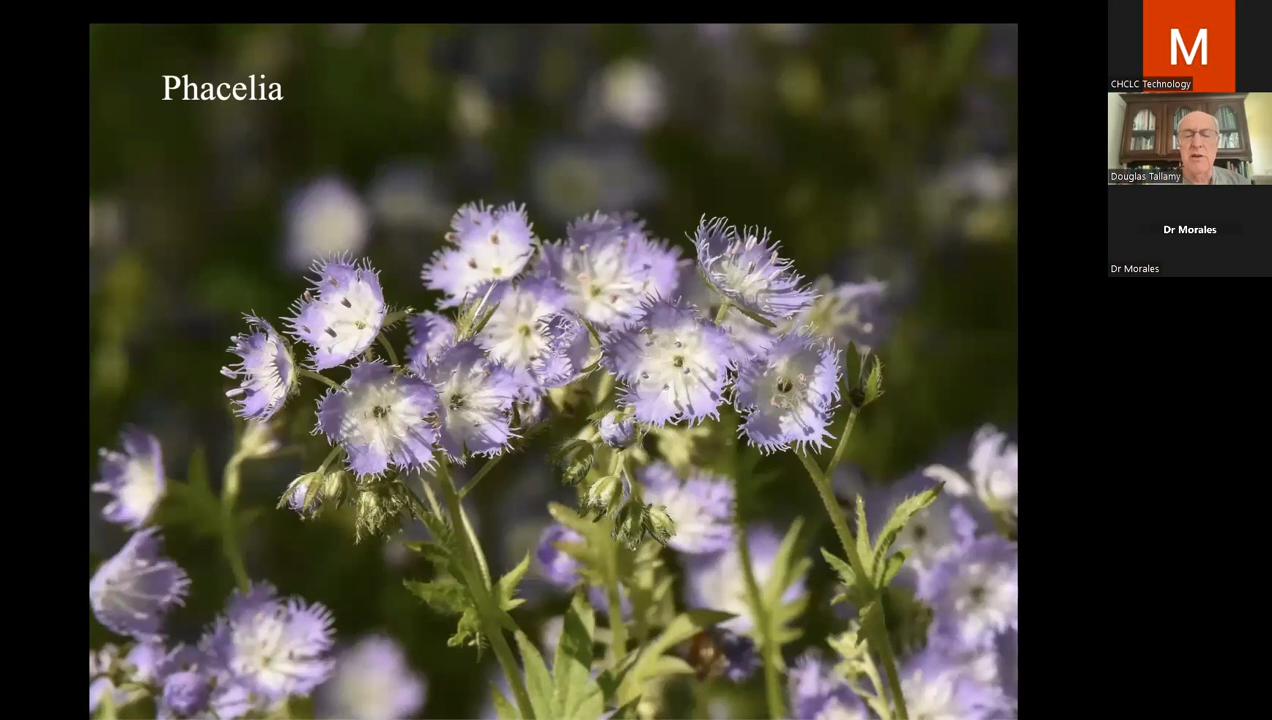 Phacelia
M
CHCLC Technology
Douglas Tallamy
Dr Morales
Dr Morales